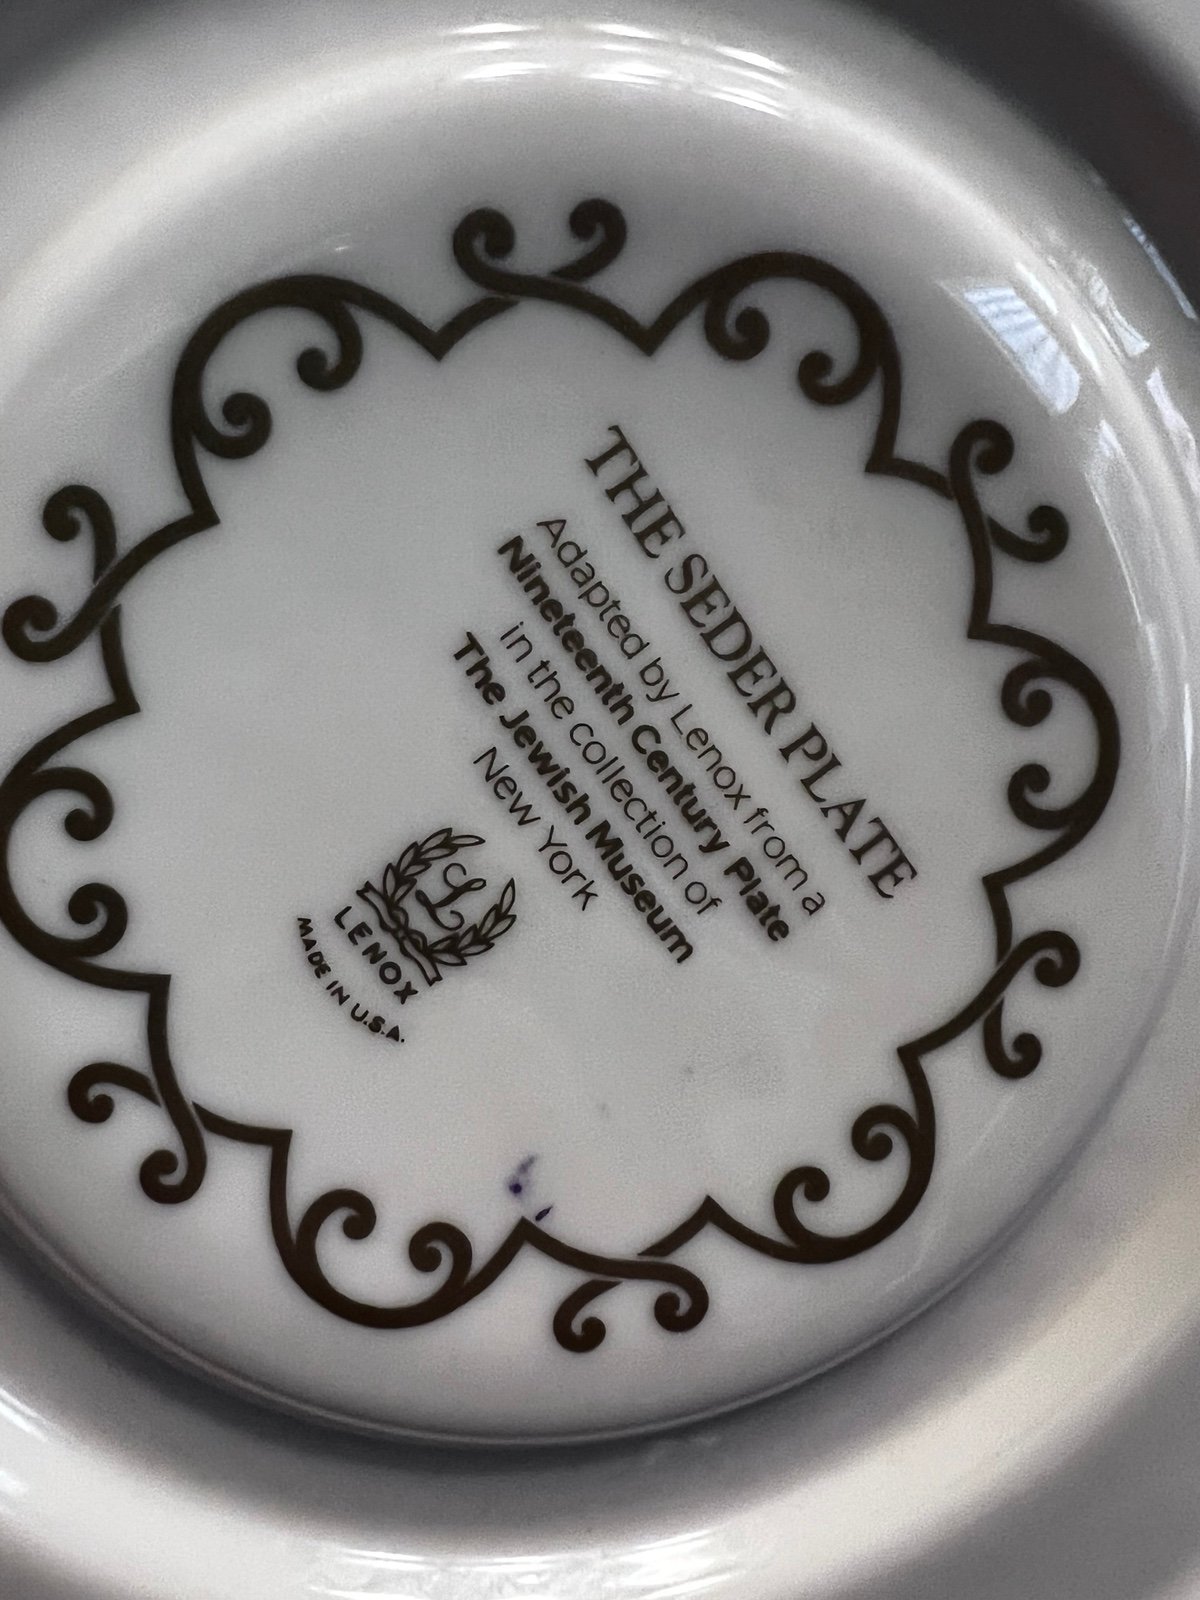 THE SEDER PLATE
Adapted by Lenox from a
Nineteenth Century Plate
in the collection of
The Jewish Museum
New York
L
LENOX
MADE IN U.S.A.